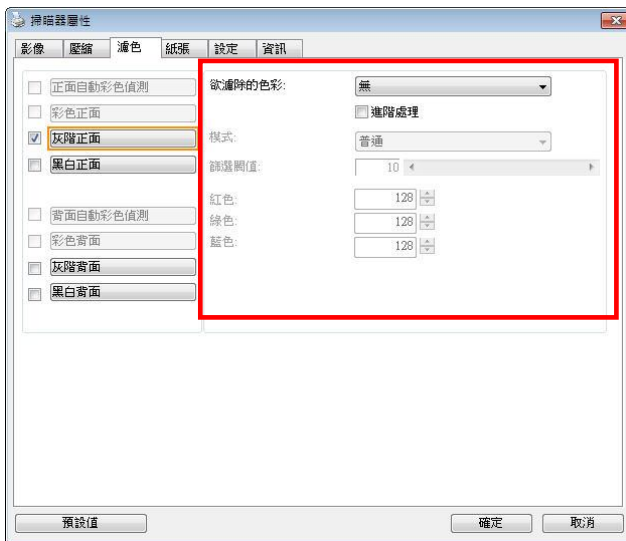 掃瞄器屬性
影像 壓縮 濾色 紙張 設定 資訊
正面自動彩色偵測
彩色正面
灰階正面
黑白正面
背面自動彩色偵測
彩色背面
灰階背面
黑白背面
欲濾除的色彩: 無
進階處理
模式: 普通
篩選閥值: 10
紅色: 128
綠色: 128
藍色: 128
預設值 確定 取消